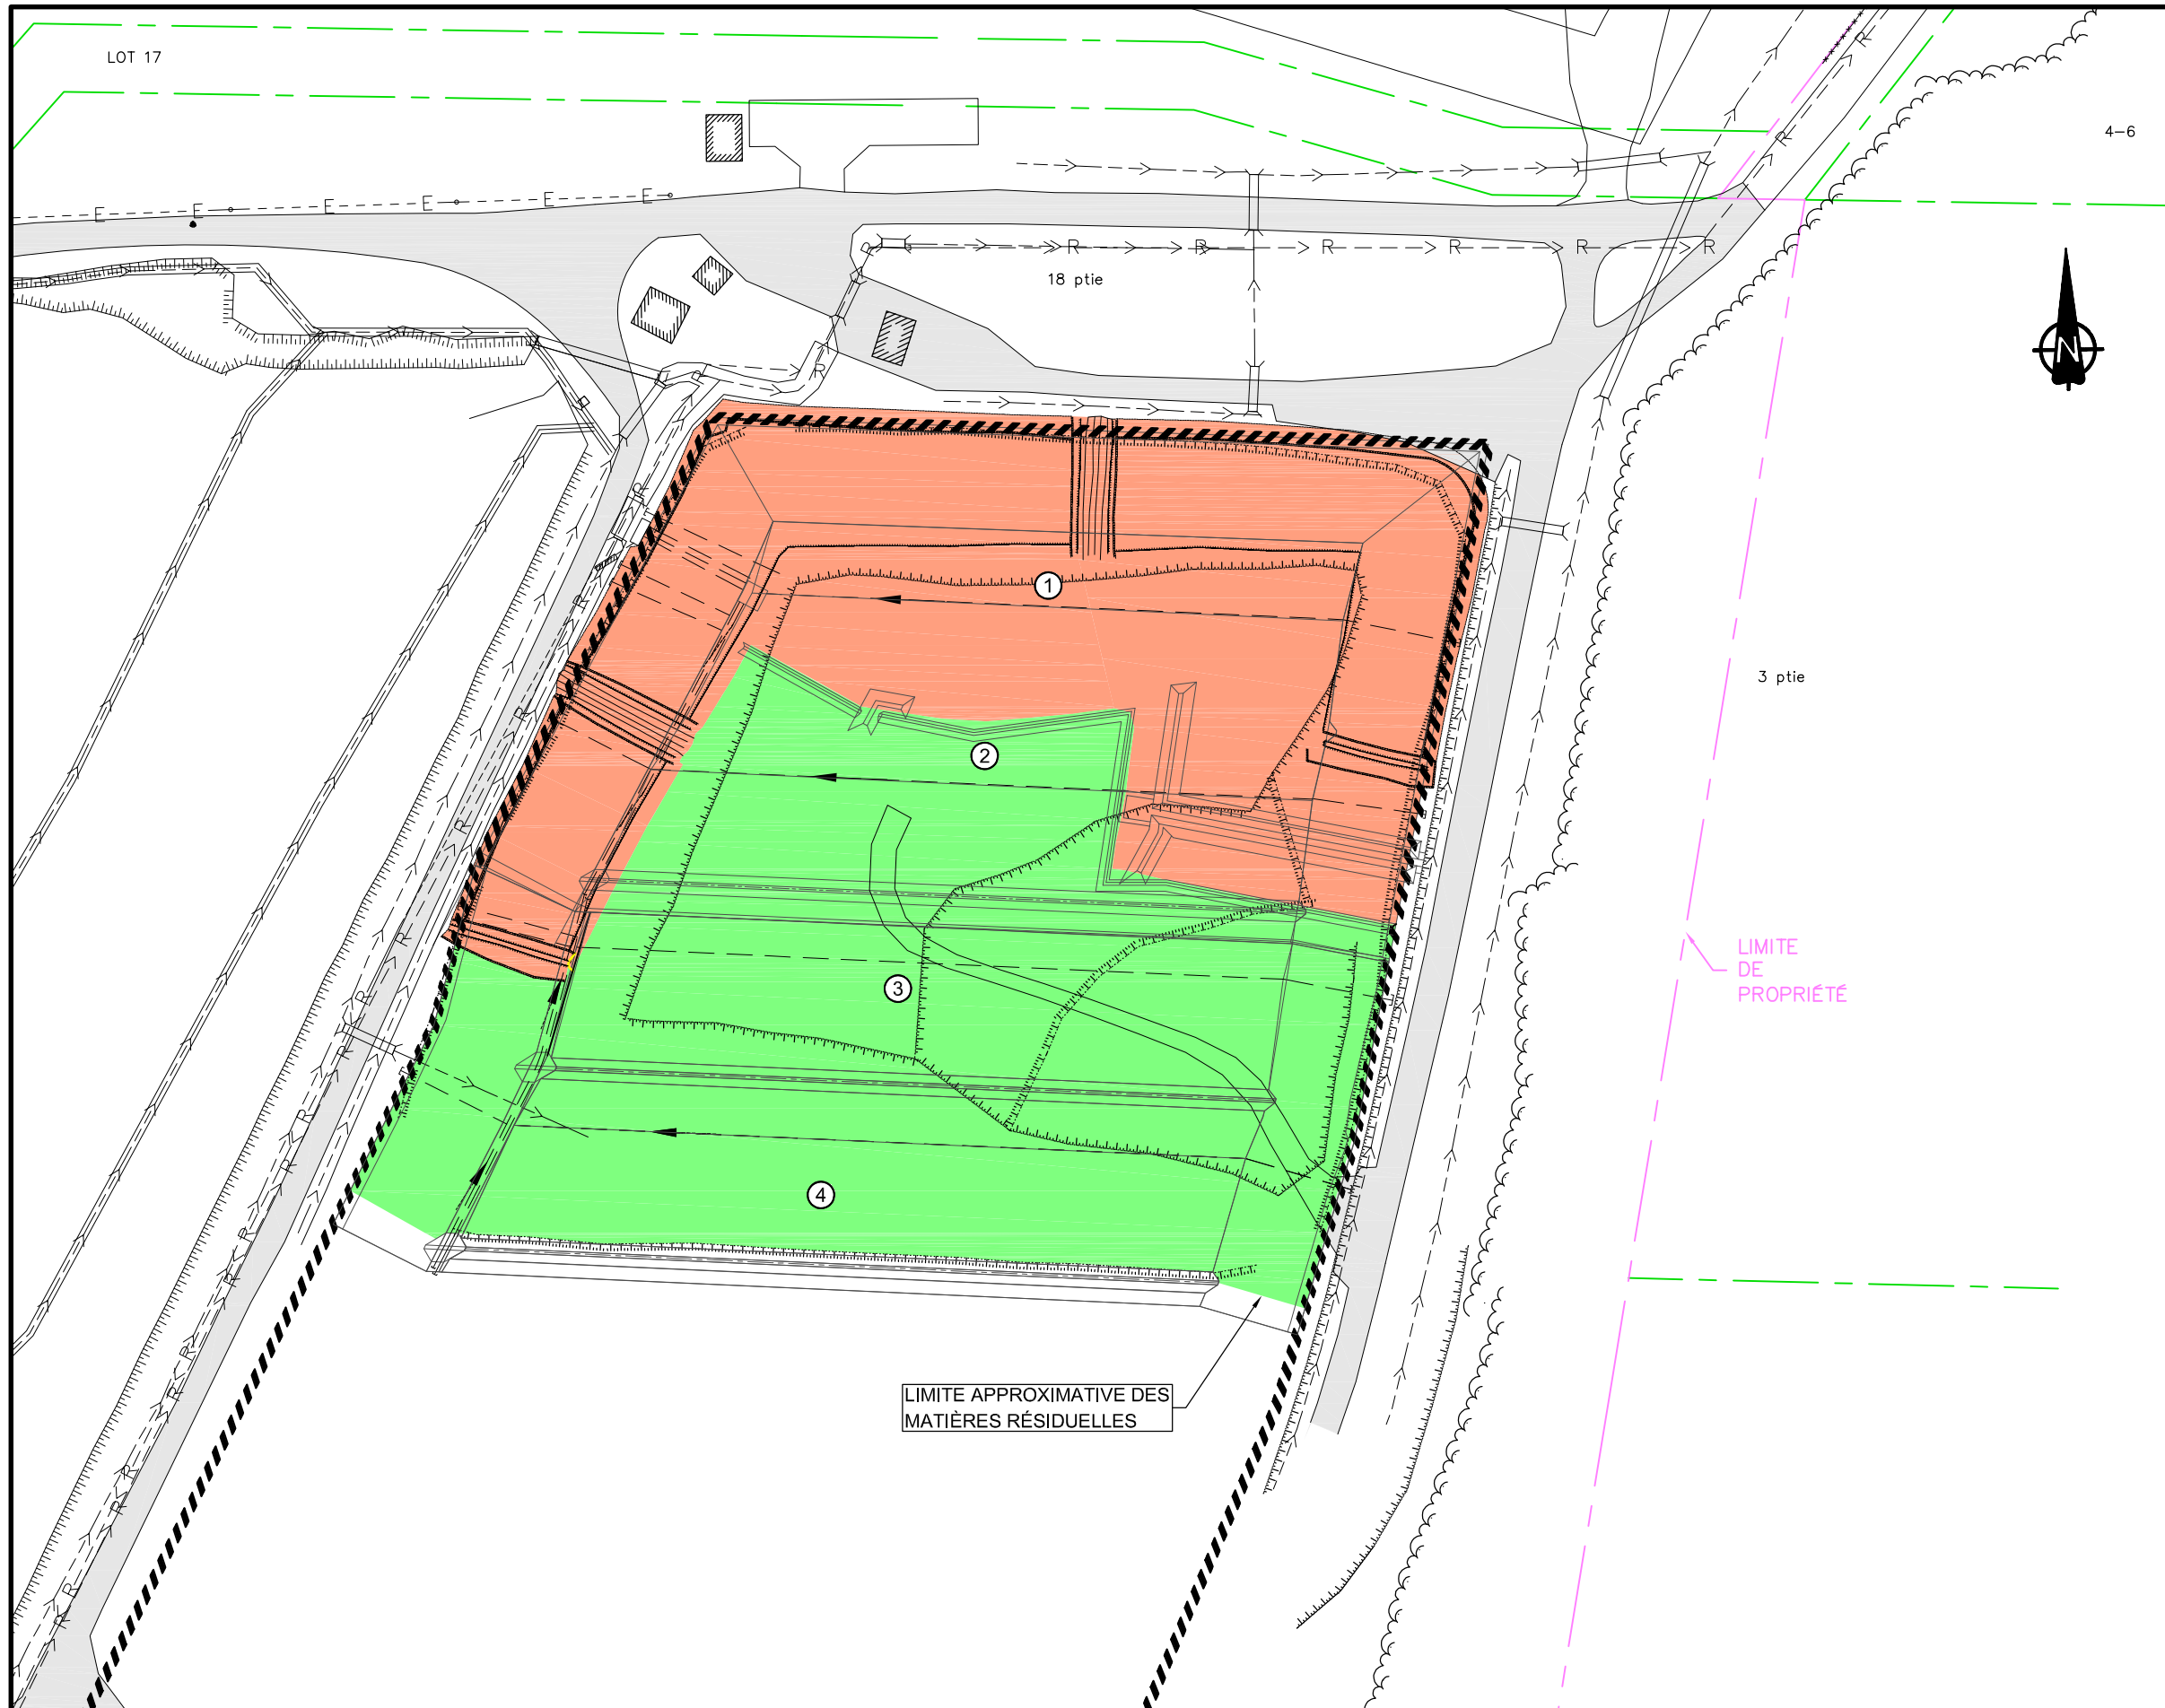 LOT 17
4-6
E E E E E E
R R R R R R
18 ptie
N
1
3 ptie
2
LIMITE
DE
PROPRIÉTÉ
3
4
LIMITE APPROXIMATIVE DES
MATIÈRES RÉSIDUELLES